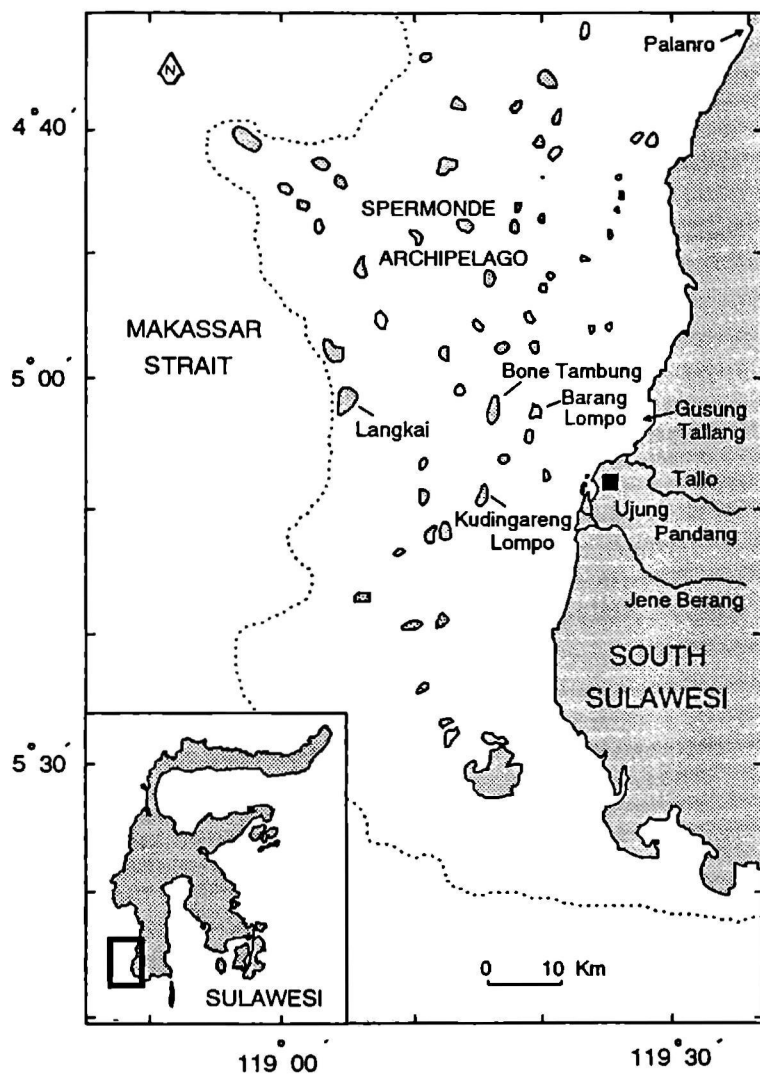 Palanro
N
4° 40´
SPERMONDE
ARCHIPELAGO
MAKASSAR
STRAIT
5° 00´
Bone Tambung
Barang
Lompo
Gusung
Tallang
Langkai
Tallo
Ujung
Pandang
Kudingareng
Lompo
Jene Berang
SOUTH
SULAWESI
5° 30´
0 10 Km
SULAWESI
119° 00´
119° 30´